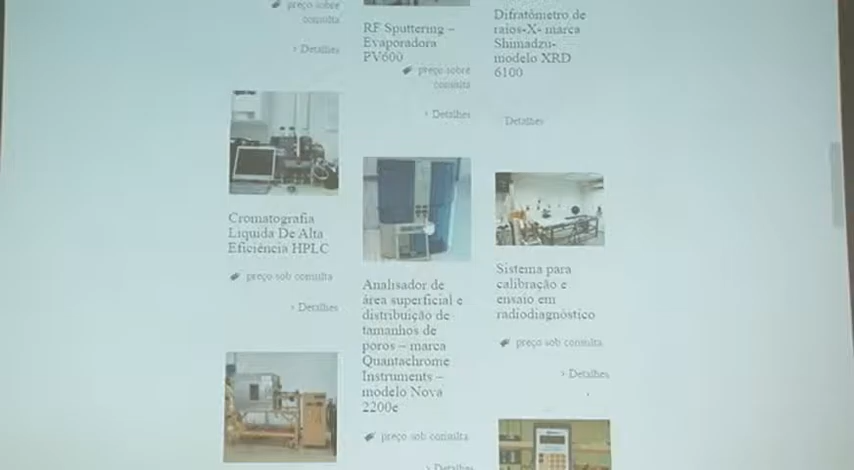 preço sobre
consulta
› Detalhes
Cromatografia
Líquida De Alta
Eficiência HPLC
preço sob consulta
› Detalhes
RF Sputtering –
Evaporadora
PV600
preço sobre
consulta
› Detalhes
Analisador de
área superficial e
distribuição de
tamanhos de
poros – marca
Quantachrome
Instruments –
modelo Nova
2200e
preço sob consulta
› Detalhes
Difratômetro de
raios-X- marca
Shimadzu-
modelo XRD
6100
Detalhes
Sistema para
calibração e
ensaio em
radiodiagnóstico
preço sob consulta
› Detalhes